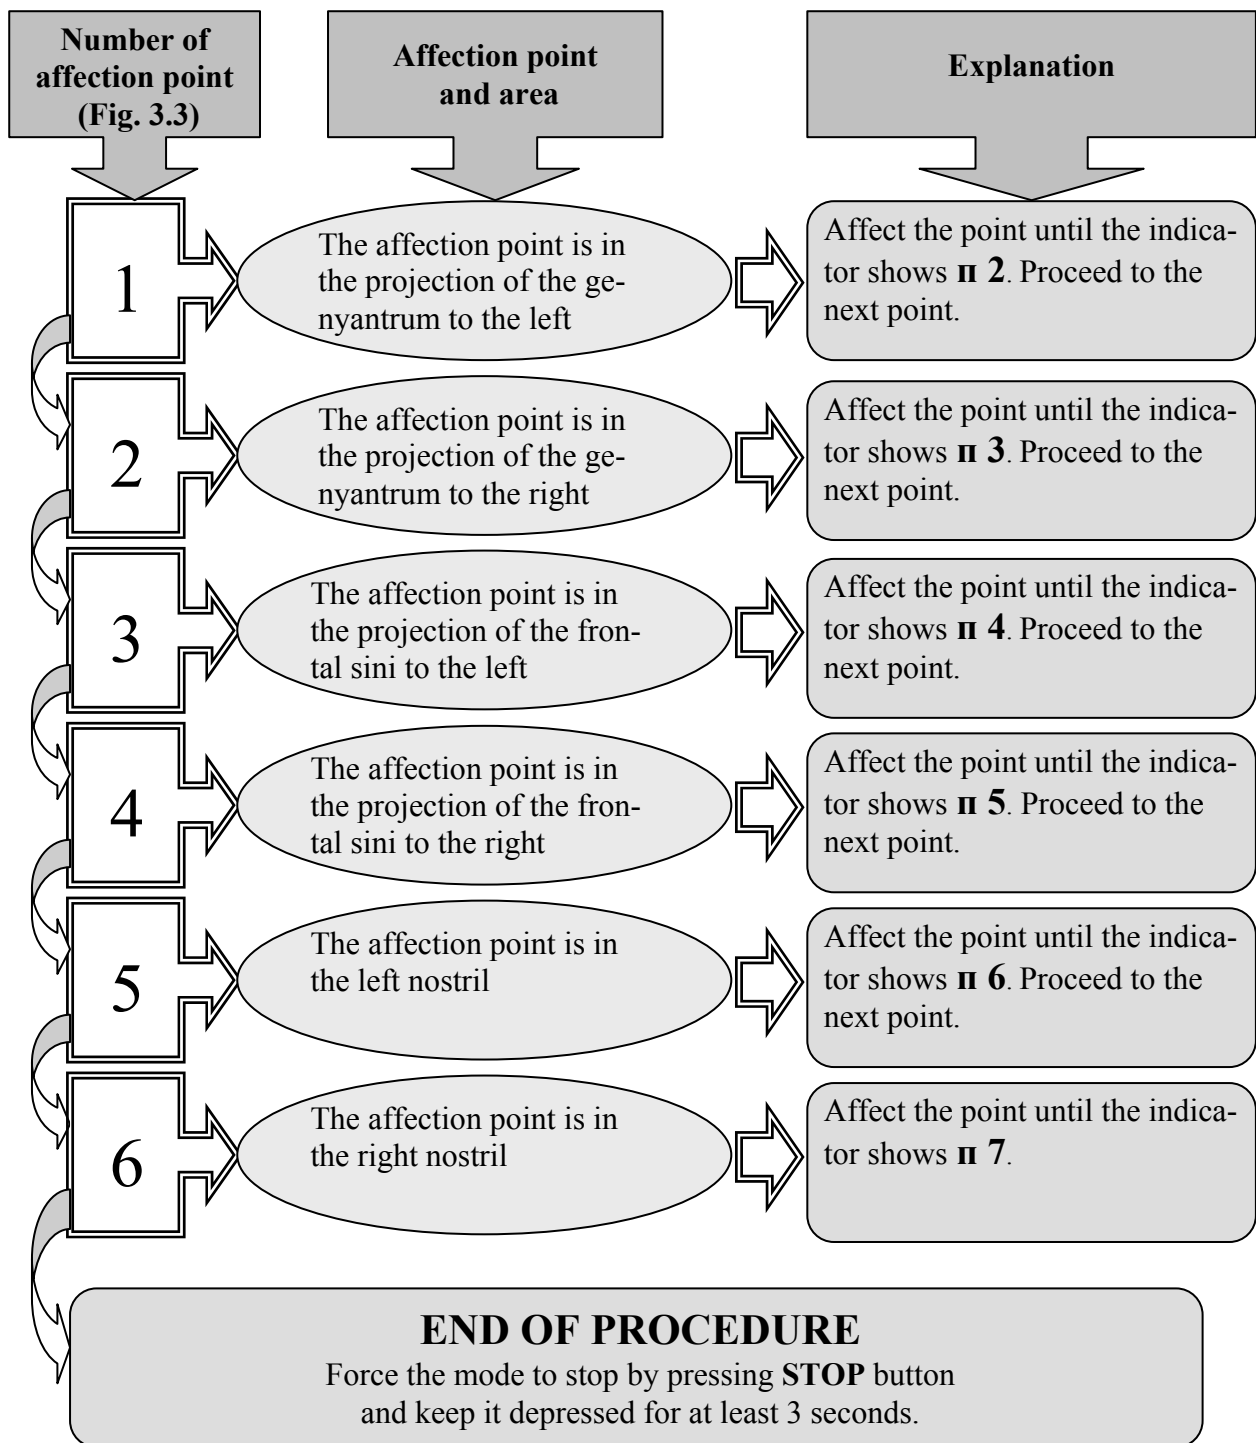 Number of
affection point
(Fig. 3.3)
Affection point
and area
Explanation
1
The affection point is in
the projection of the ge-
nyantrum to the left
Affect the point until the indica-
tor shows п 2. Proceed to the
next point.
2
The affection point is in
the projection of the ge-
nyantrum to the right
Affect the point until the indica-
tor shows п 3. Proceed to the
next point.
3
The affection point is in
the projection of the fron-
tal sini to the left
Affect the point until the indica-
tor shows п 4. Proceed to the
next point.
4
The affection point is in
the projection of the fron-
tal sini to the right
Affect the point until the indica-
tor shows п 5. Proceed to the
next point.
5
The affection point is in
the left nostril
Affect the point until the indica-
tor shows п 6. Proceed to the
next point.
6
The affection point is in
the right nostril
Affect the point until the indica-
tor shows п 7.
END OF PROCEDURE
Force the mode to stop by pressing STOP button
and keep it depressed for at least 3 seconds.